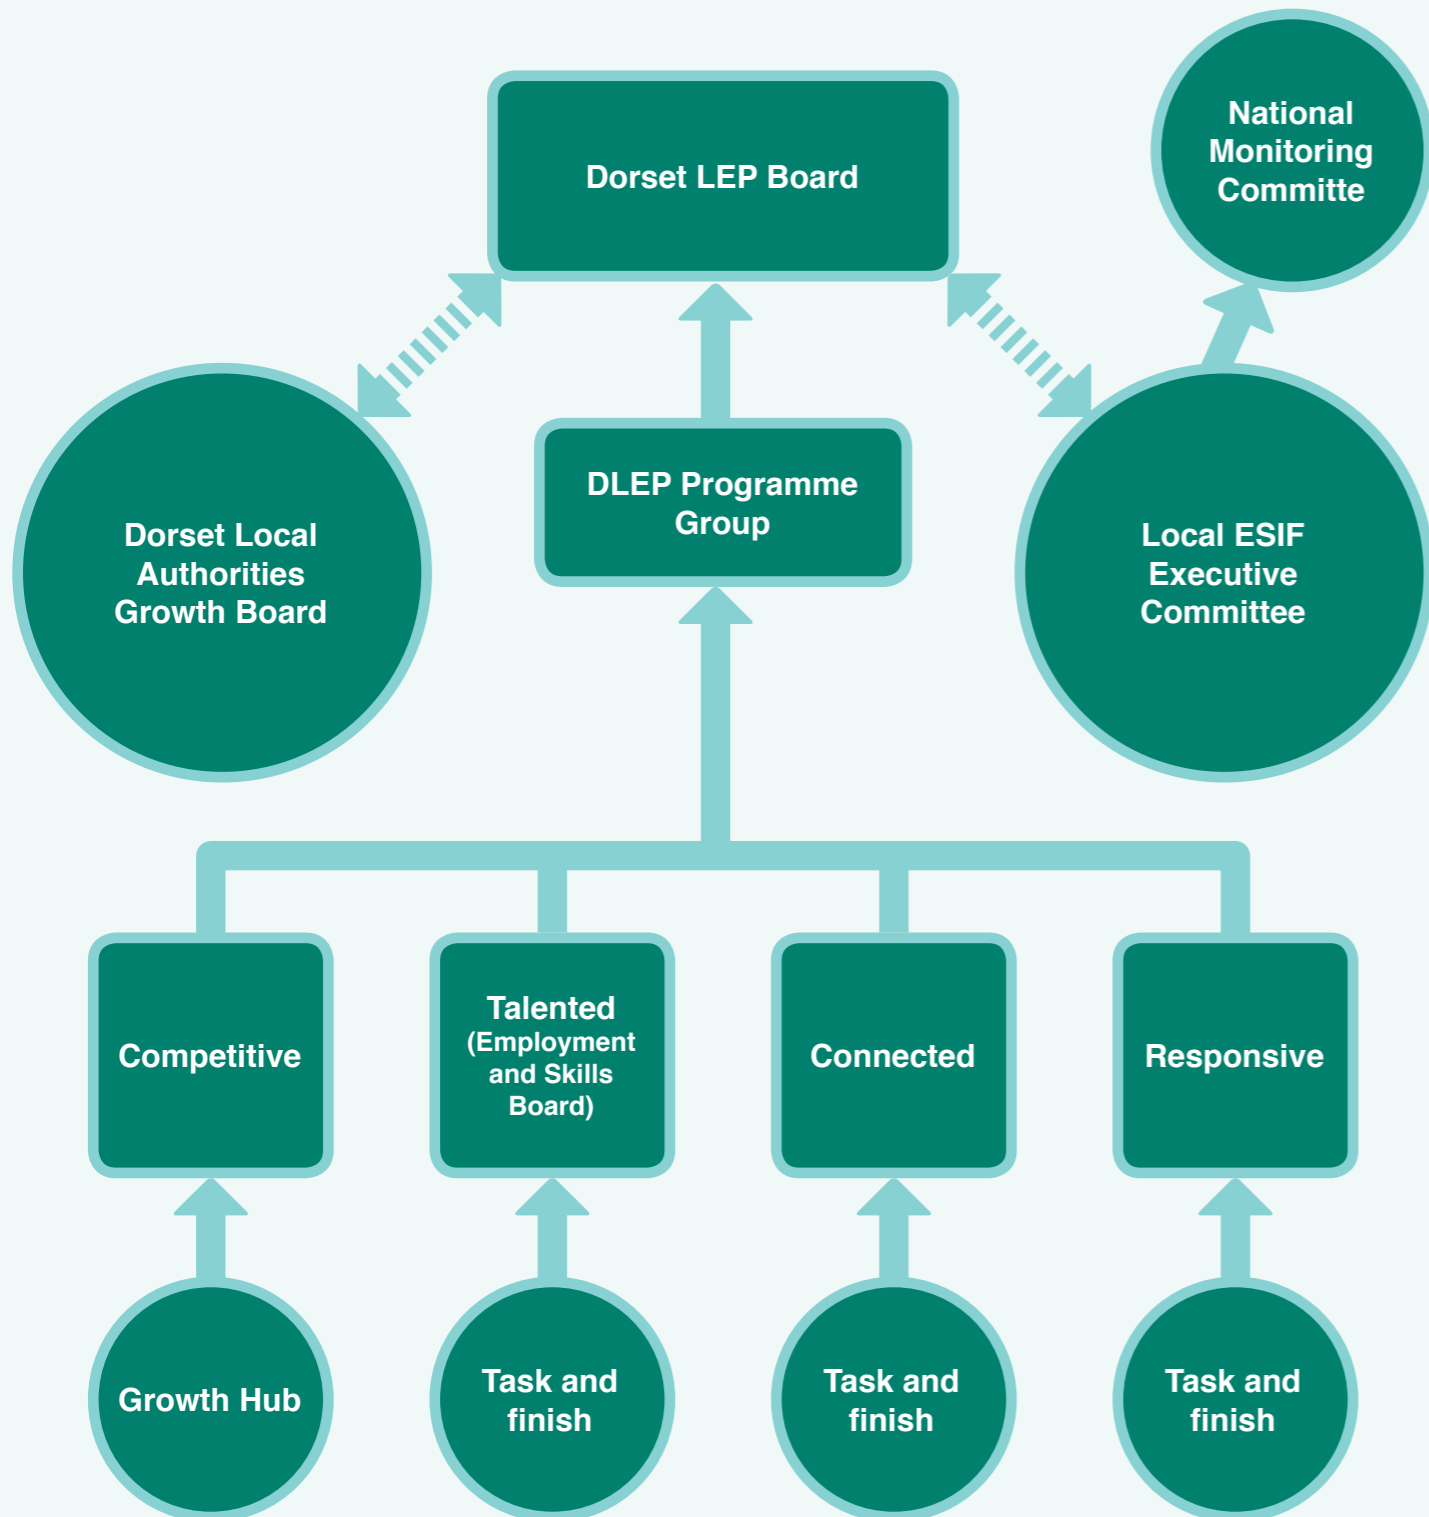 Dorset LEP Board
National
Monitoring
Committe
DLEP Programme
Group
Dorset Local
Authorities
Growth Board
Local ESIF
Executive
Committee
Competitive
Talented
(Employment
and Skills
Board)
Connected
Responsive
Growth Hub
Task and
finish
Task and
finish
Task and
finish